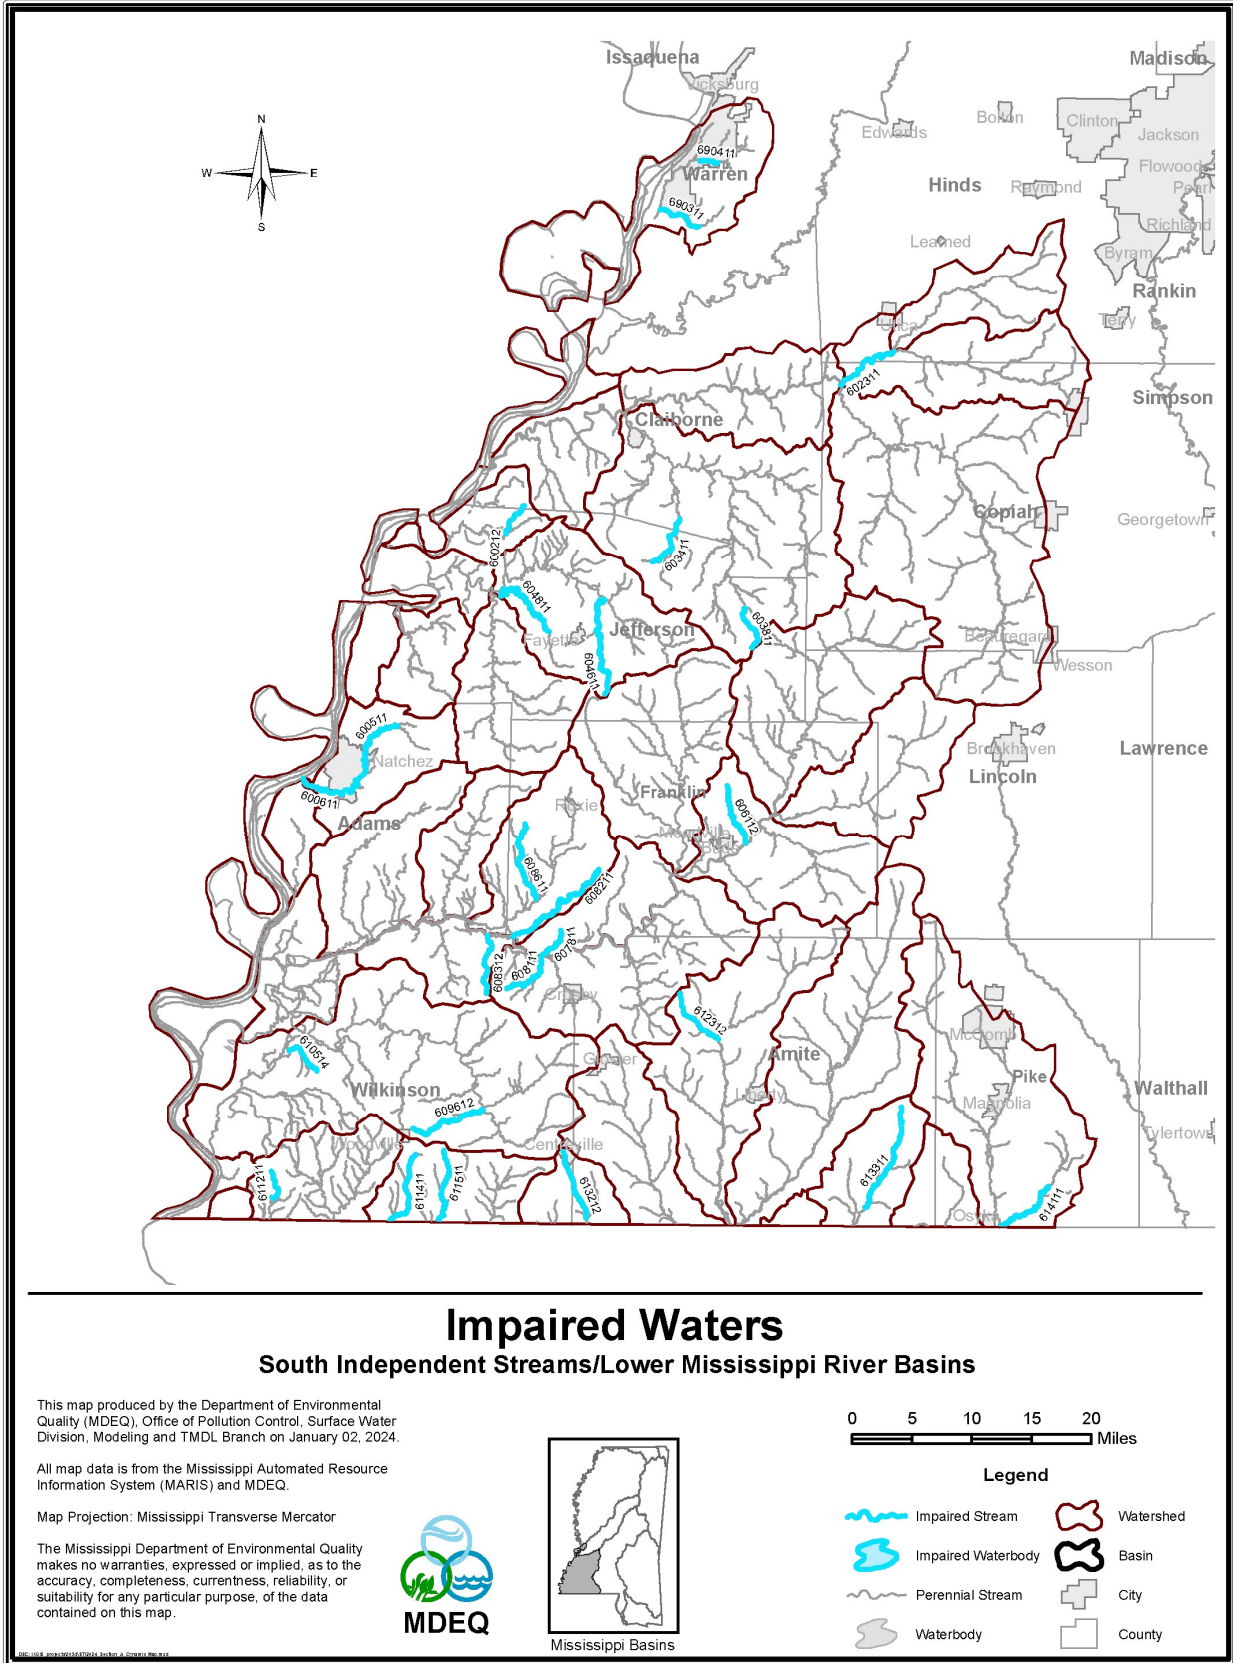 Issaquena
Madison
Vicksburg
Bolton
Clinton
Edwards
Jackson
N
690411
Flowood
W
E
Warren
Hinds
Raymond
Pearl
690311
S
Richland
Learned
Byram
Rankin
Utica
Terry
602311
Simpson
Claiborne
Copiah
Georgetown
600212
603411
604811
603811
Fayette
Jefferson
Beauregard
Wesson
604611
600511
Brookhaven
Lawrence
Natchez
Lincoln
600611
Franklin
Roxie
606112
Adams
Meadville
Bude
608611
608211
607811
608312
608111
Crosby
612312
610514
Gloster
Amite
McComb
Pike
Wilkinson
Liberty
Magnolia
Walthall
609612
Tylertown
Woodville
Centreville
611211
611411
611511
613212
613311
614111
Osyka
Impaired Waters
South Independent Streams/Lower Mississippi River Basins
This map produced by the Department of Environmental
Quality (MDEQ), Office of Pollution Control, Surface Water
Division, Modeling and TMDL Branch on January 02, 2024.
All map data is from the Mississippi Automated Resource
Information System (MARIS) and MDEQ.
Map Projection: Mississippi Transverse Mercator
The Mississippi Department of Environmental Quality
makes no warranties, expressed or implied, as to the
accuracy, completeness, currentness, reliability, or
suitability for any particular purpose, of the data
contained on this map.
MDEQ
Mississippi Basins
0 5 10 15 20
Miles
Legend
Impaired Stream
Watershed
Impaired Waterbody
Basin
Perennial Stream
City
Waterbody
County